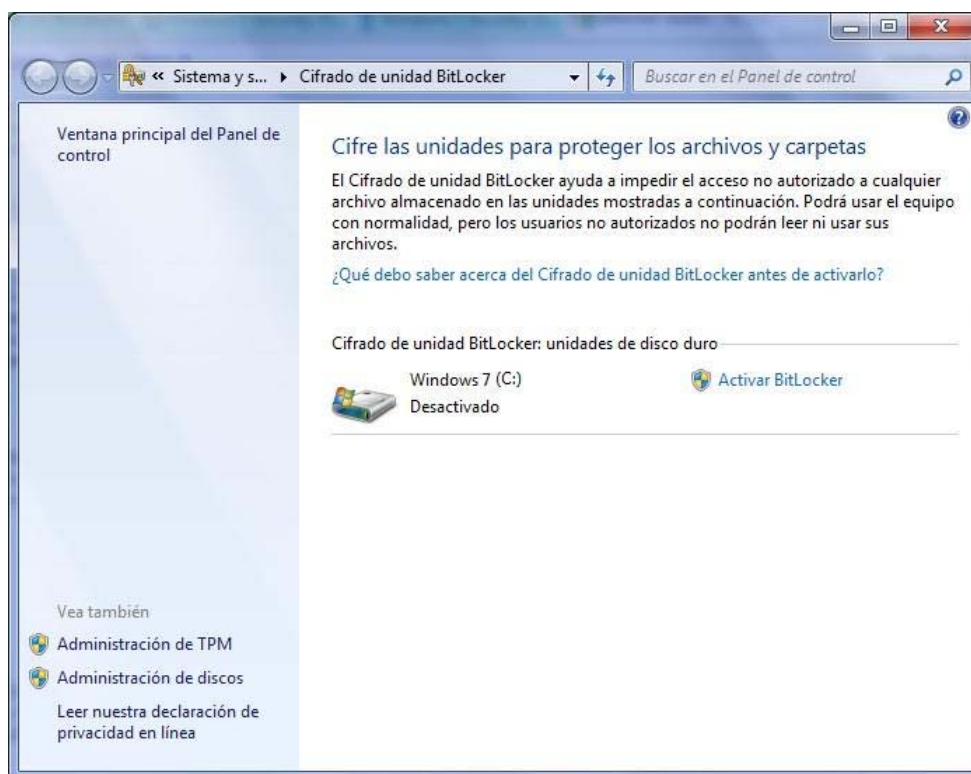 « Sistema y s... ▸ Cifrado de unidad BitLocker
Buscar en el Panel de control
Ventana principal del Panel de
control
Cifre las unidades para proteger los archivos y carpetas
El Cifrado de unidad BitLocker ayuda a impedir el acceso no autorizado a cualquier
archivo almacenado en las unidades mostradas a continuación. Podrá usar el equipo
con normalidad, pero los usuarios no autorizados no podrán leer ni usar sus
archivos.
¿Qué debo saber acerca del Cifrado de unidad BitLocker antes de activarlo?
Cifrado de unidad BitLocker: unidades de disco duro
Windows 7 (C:)
Activar BitLocker
Desactivado
Vea también
Administración de TPM
Administración de discos
Leer nuestra declaración de
privacidad en línea